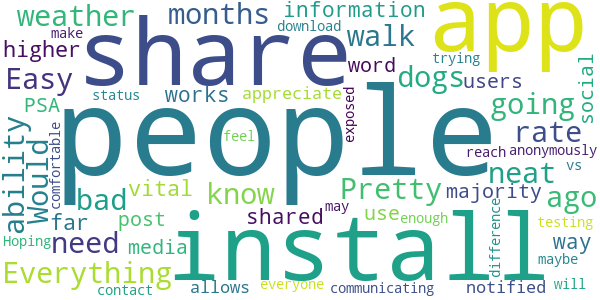 weather months information
download
make share app
higher walk
word trying
Easy dogs users
status works appreciate going social
PSA exposed rate
people
feel reach anonymously
ability Would comfortable bad vital know Pretty majority neat vs ago
far post shared may use enough difference testing
Hoping need media install way
Everything everyone maybe
contact allows communicating notified will